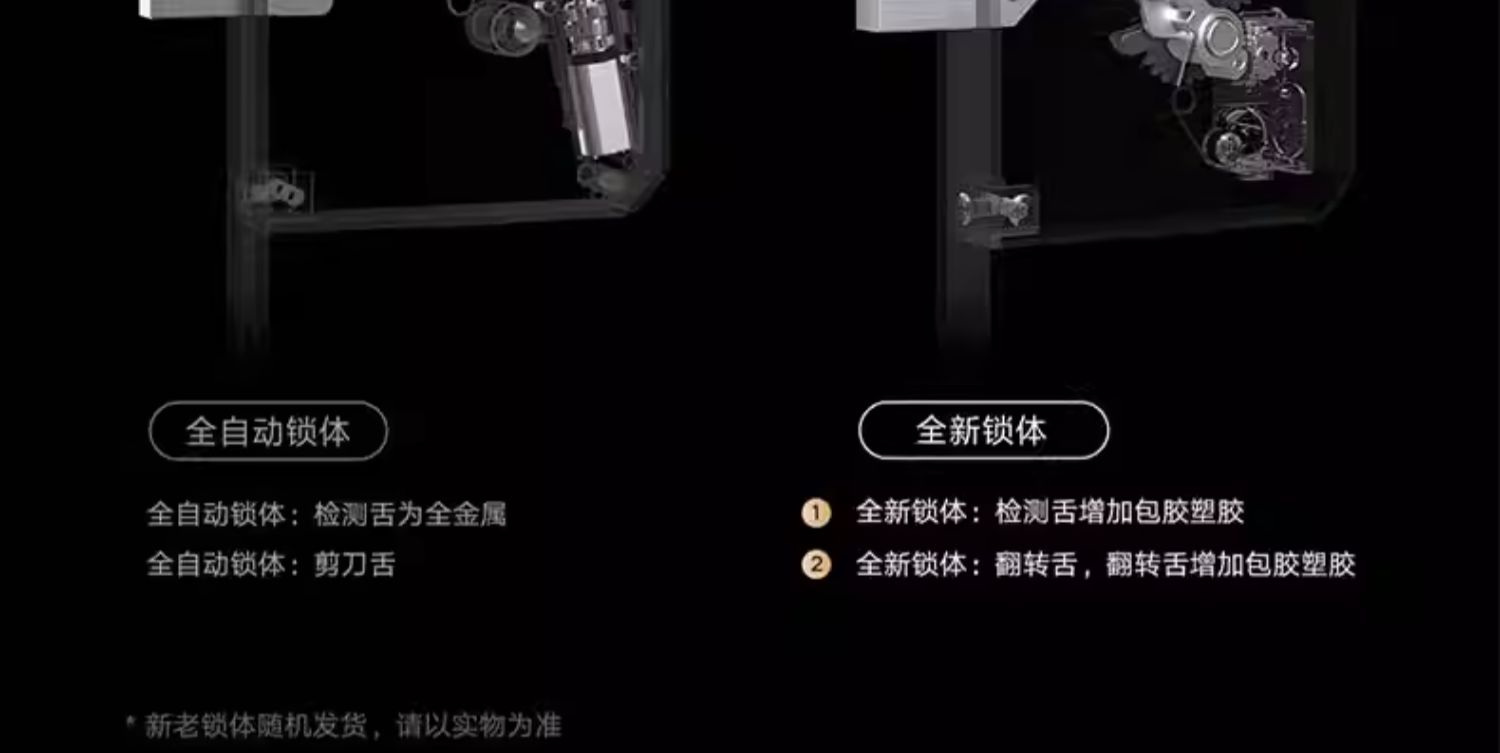 全自动锁体
全新锁体
全自动锁体：检测舌为全金属
全自动锁体：剪刀舌
1 全新锁体：检测舌增加包胶塑胶
2 全新锁体：翻转舌，翻转舌增加包胶塑胶
* 新老锁体随机发货，请以实物为准